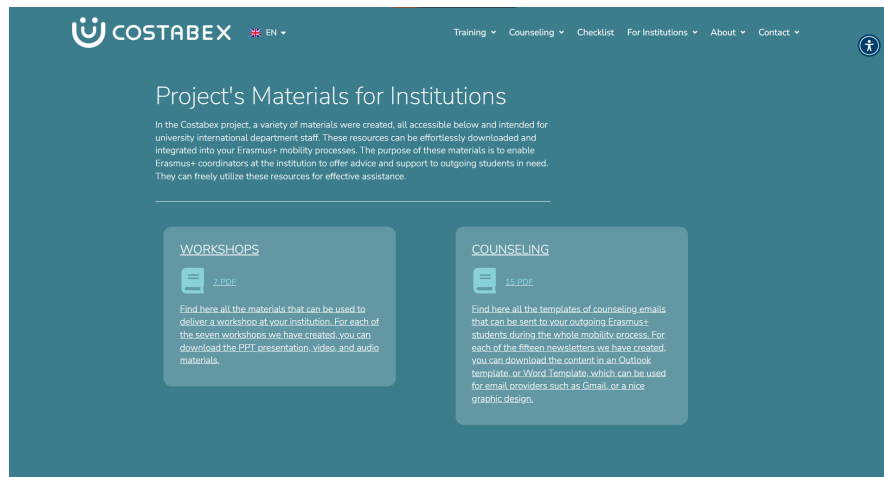 COSTABEX EN Training Counseling Checklist For Institutions About Contact
Project's Materials for Institutions
In the Costabex project, a variety of materials were created, all accessible below and intended for
university international department staff. These resources can be effortlessly downloaded and
integrated into your Erasmus+ mobility processes. The purpose of these materials is to enable
Erasmus+ coordinators at the institution to offer advice and support to outgoing students in need.
They can freely utilize these resources for effective assistance.
WORKSHOPS
7 PDF
Find here all the materials that can be used to
deliver a workshop at your institution. For each of
the seven workshops we have created, you can
download the PPT presentation, video, and audio
materials.
COUNSELING
15 PDF
Find here all the templates of counseling emails
that can be sent to your outgoing Erasmus+
students during the whole mobility process. For
each of the fifteen newsletters we have created,
you can download the content in an Outlook
template, or Word Template, which can be used
for email providers such as Gmail, or a nice
graphic design.